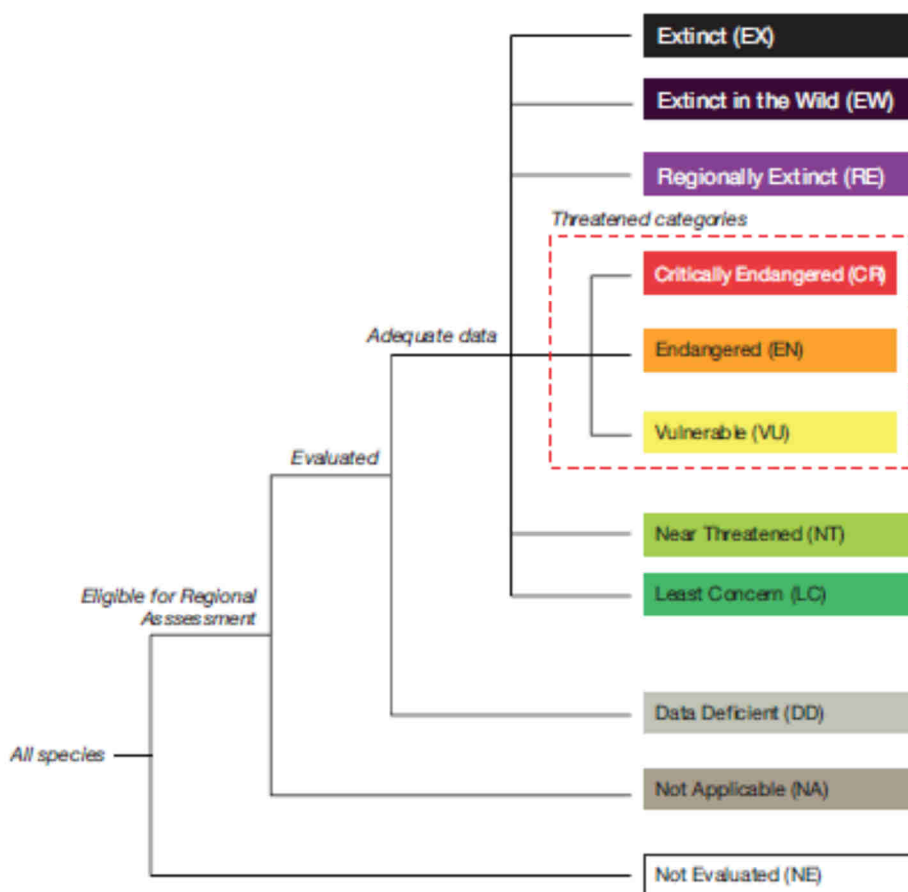 Extinct (EX)
Extinct in the Wild (EW)
Regionally Extinct (RE)
Threatened categories
Critically Endangered (CR)
Adequate data
Endangered (EN)
Vulnerable (VU)
Evaluated
Near Threatened (NT)
Eligible for Regional
Asssessment
Least Concern (LC)
Data Deficient (DD)
All species
Not Applicable (NA)
Not Evaluated (NE)